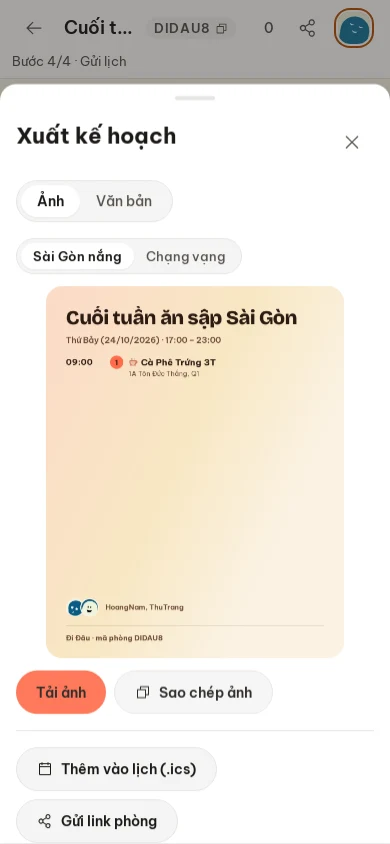 Cuối t...
DIDAU8
0
Bước 4/4 · Gửi lịch
Xuất kế hoạch
Ảnh
Văn bản
Sài Gòn nắng
Chạng vạng
Cuối tuần ăn sập Sài Gòn
Thứ Bảy (24/10/2026) · 17:00 – 23:00
09:00
1
Cà Phê Trứng 3T
1A Tôn Đức Thắng, Q1
HoangNam, ThuTrang
Đi Đâu · mã phòng DIDAU8
Tải ảnh
Sao chép ảnh
Thêm vào lịch (.ics)
Gửi link phòng